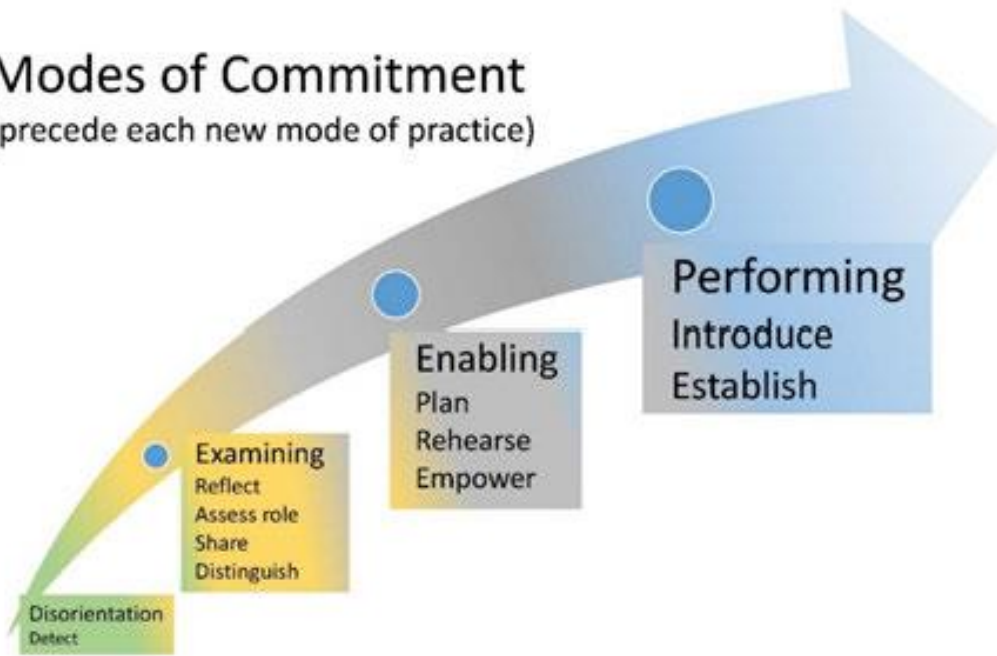 Modes of Commitment
(precede each new mode of practice)
Performing
Introduce
Establish
Enabling
Plan
Rehearse
Empower
Examining
Reflect
Assess role
Share
Distinguish
Disorientation
Detect